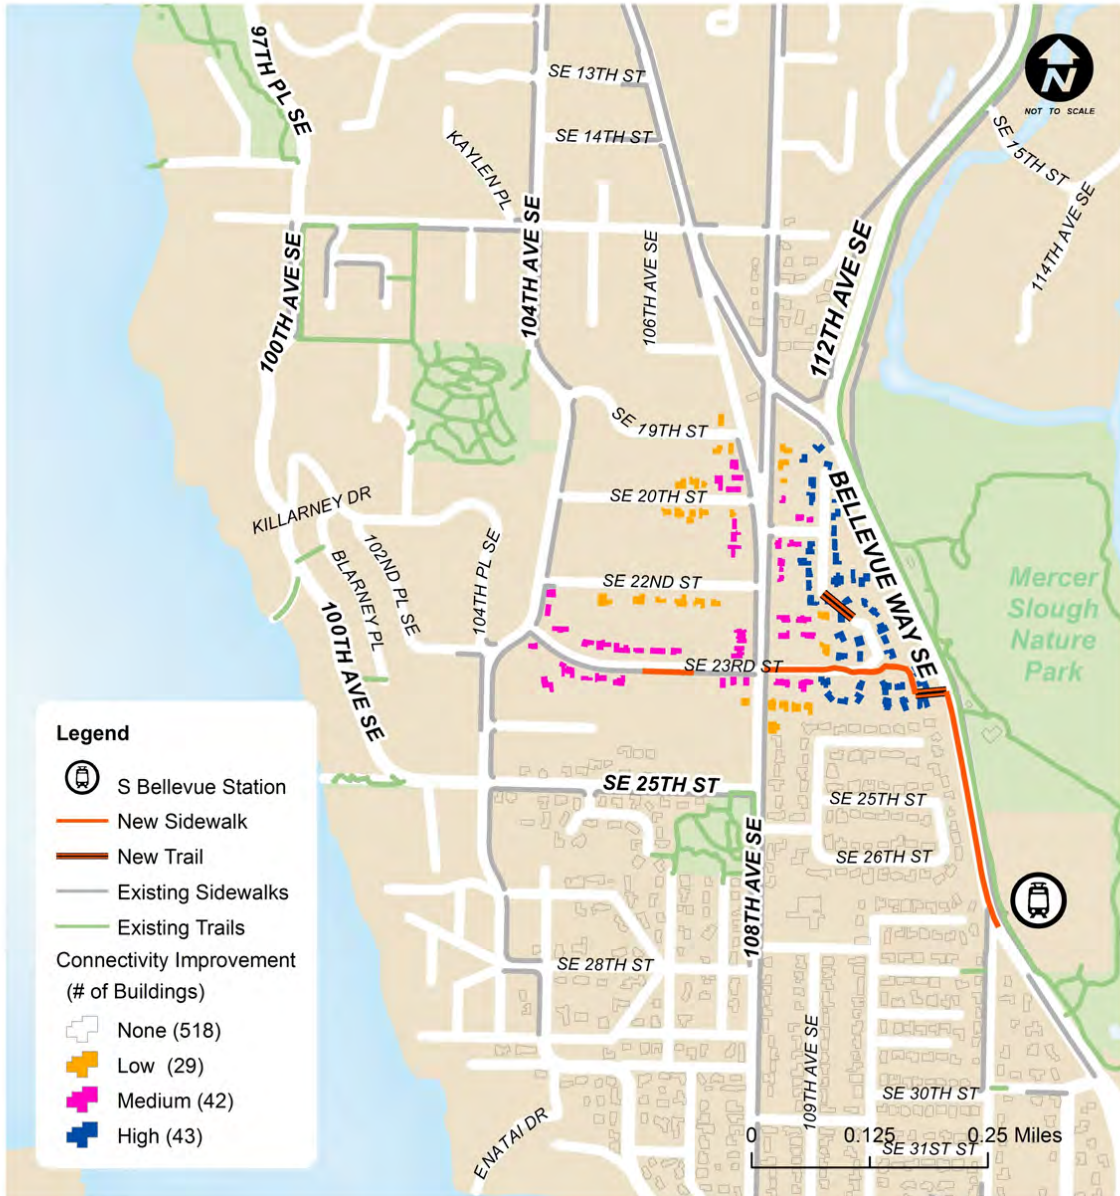 97TH PL SE
SE 13TH ST
N
NOT TO SCALE
SE 14TH ST
KAYLEN PL
SE 15TH ST
114TH AVE SE
104TH AVE SE
106TH AVE SE
112TH AVE SE
100TH AVE SE
SE 19TH ST
SE 20TH ST
BELLEVUE WAY SE
KILLARNEY DR
102ND PL SE
104TH PL SE
BLARNEY PL
SE 22ND ST
Mercer
Slough
Nature
Park
100TH AVE SE
SE 23RD ST
SE 25TH ST
SE 25TH ST
SE 26TH ST
108TH AVE SE
SE 28TH ST
109TH AVE SE
SE 30TH ST
SE 31ST ST
ENATAI DR
0 0.125 0.25 Miles
Legend
S Bellevue Station
New Sidewalk
New Trail
Existing Sidewalks
Existing Trails
Connectivity Improvement
(# of Buildings)
None (518)
Low (29)
Medium (42)
High (43)